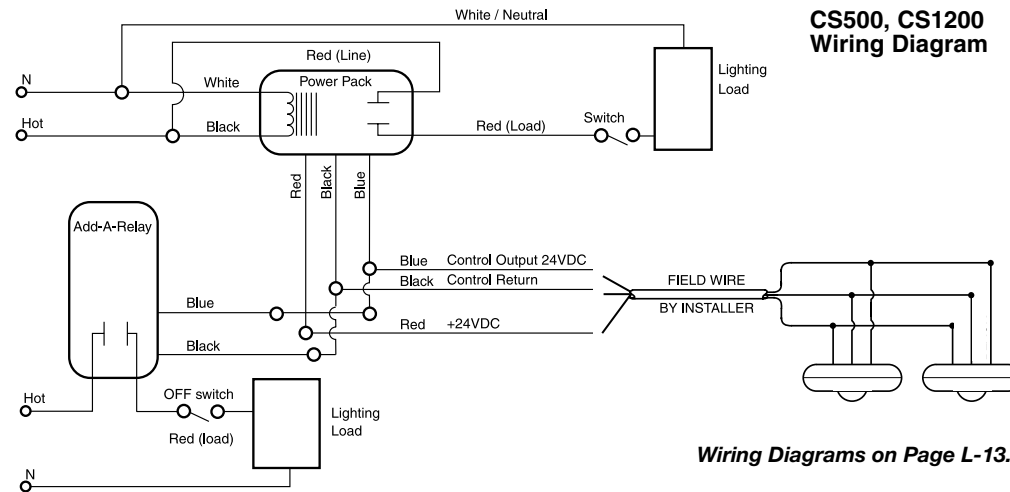 White / Neutral
CS500, CS1200
Wiring Diagram
Red (Line)
Lighting
Load
N
White
Power Pack
Hot
Black
Red (Load)
Switch
Red
Black
Blue
Add-A-Relay
Blue
Control Output 24VDC
Black
Control Return
FIELD WIRE
BY INSTALLER
Blue
Red
+24VDC
Black
Hot
OFF switch
Red (load)
Lighting
Load
N
Wiring Diagrams on Page L-13.